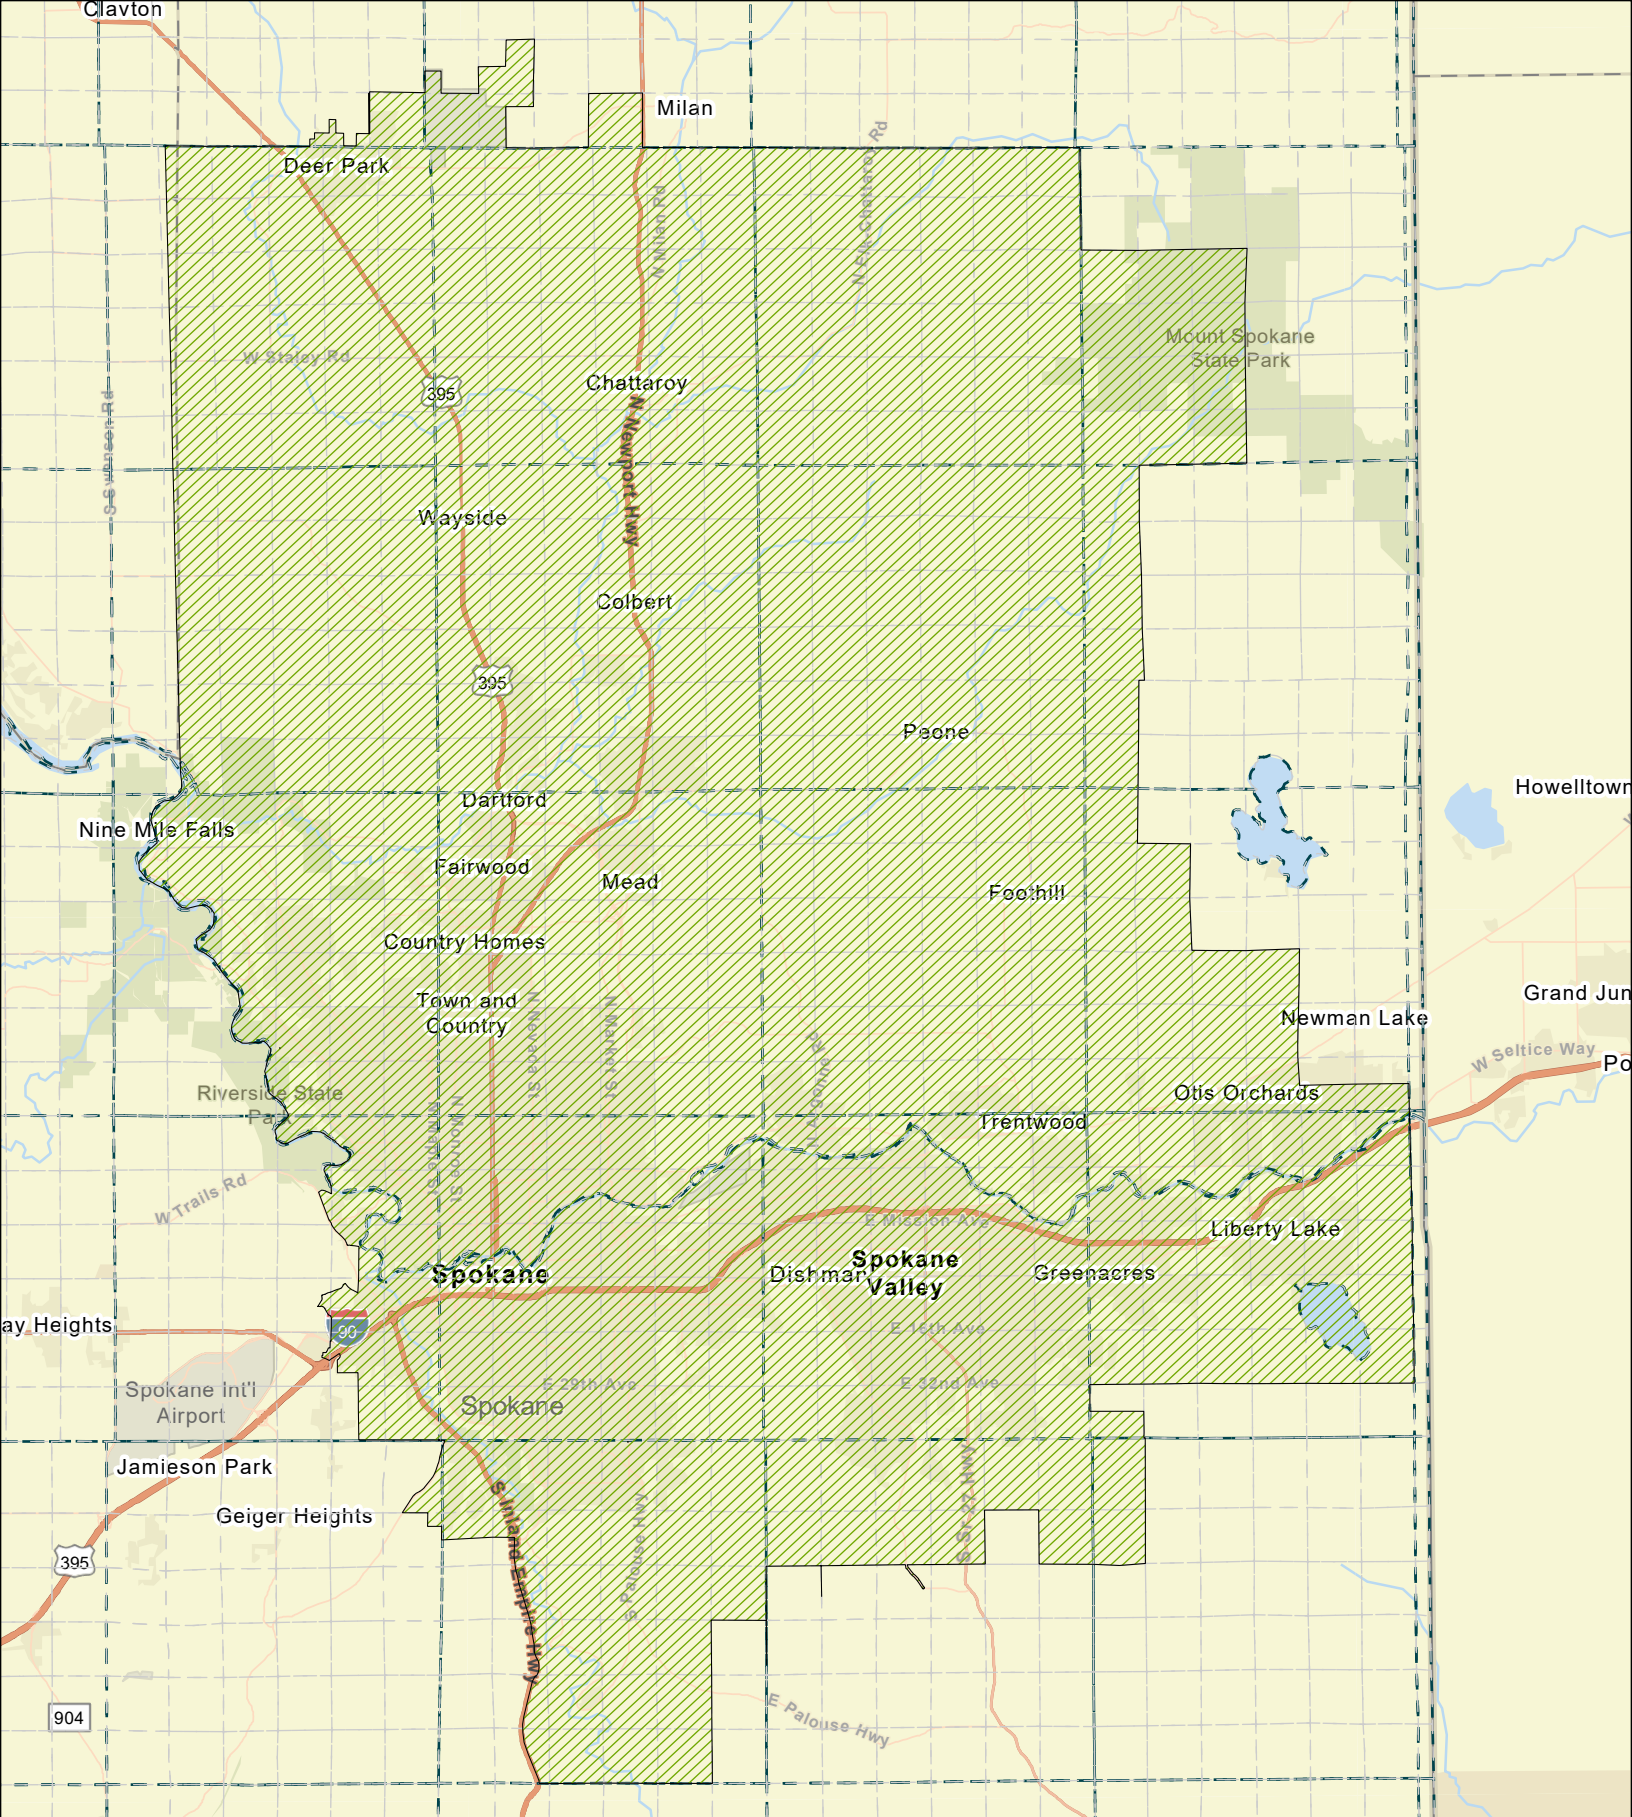 Clayton
Milan
Deer Park
N Milan Rd
N Elk-Chattaroy Rd
Mount Spokane
State Park
W Staley Rd
395
Chattaroy
N Newport Hwy
S Swenson Rd
Wayside
Colbert
395
Peone
Howelltown
Dartford
Nine Mile Falls
Fairwood
Mead
Foothill
Country Homes
Grand Jun
Town and
Country
N Nevada St
N Market St
Newman Lake
N Argonne Rd
W Seltice Way
Po
Riverside State
Park
Otis Orchards
N Maple St
N Monroe St
Trentwood
W Trails Rd
E Mission Ave
Liberty Lake
Spokane
Spokane
Valley
Dishman
Greenacres
ay Heights
90
E 16th Ave
Spokane Int'l
Airport
E 29th Ave
E 32nd Ave
Spokane
Jamieson Park
S Sr 27 Hwy
Geiger Heights
S Inland Empire Hwy
S Palouse Hwy
395
904
E Palouse Hwy